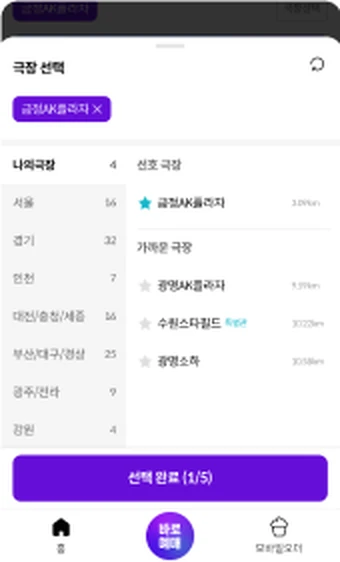 극장 선택
금정AK플라자 ×
나의극장 4
서울 16
경기 32
인천 7
대전/충청/세종 16
부산/대구/경상 25
광주/전라 9
강원 4
선호 극장
금정AK플라자
가까운 극장
광명AK플라자
수원스타필드
광명소하
선택 완료 (1/5)
홈
바로
예매
모바일오더